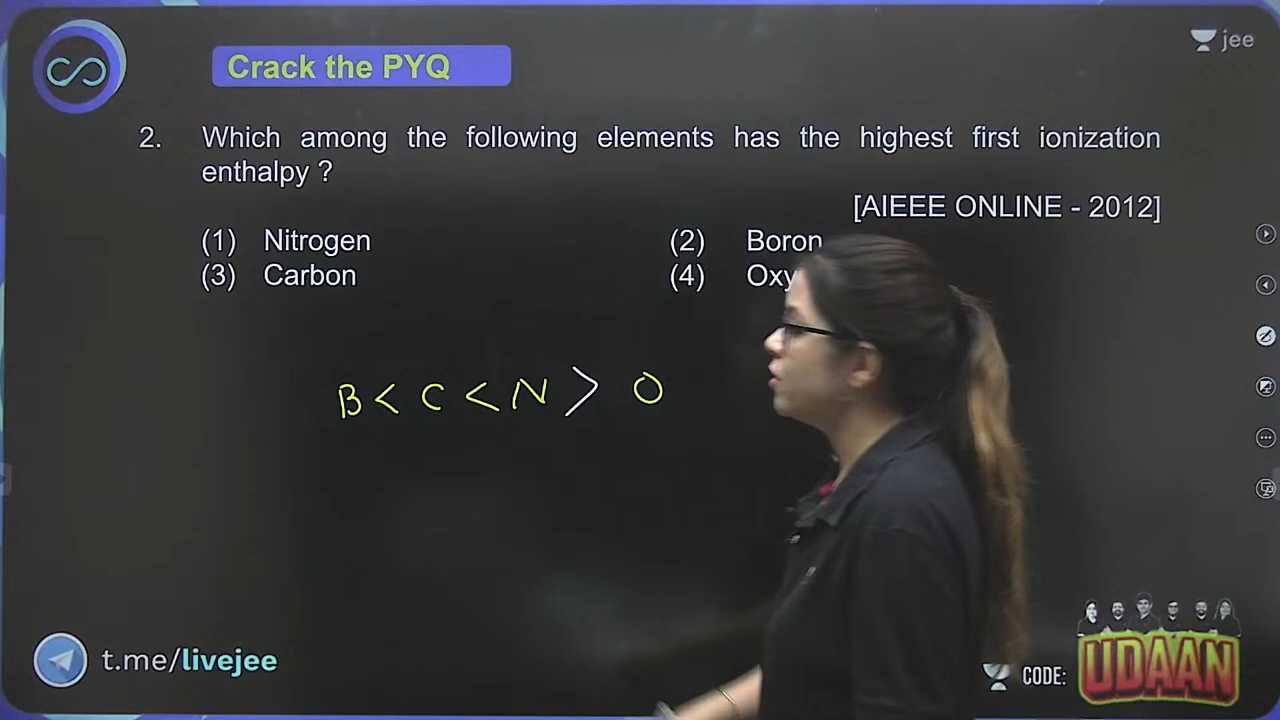 jee
Crack the PYQ
2. Which among the following elements has the highest first ionization
enthalpy ?
[AIEEE ONLINE - 2012]
(1) Nitrogen (2) Boron
(3) Carbon (4)
B < C < N > O
t.me/livejee
CODE: UDAAN